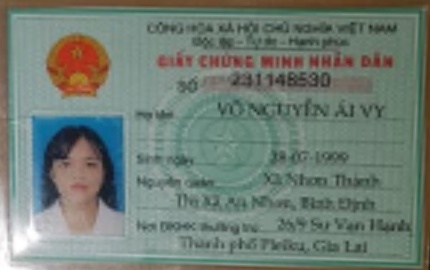 CỘNG HÒA XÃ HỘI CHỦ NGHĨA VIỆT NAM
Độc lập - Tự do - Hạnh phúc
GIẤY CHỨNG MINH NHÂN DÂN
SỐ 231148530
Họ tên VÕ NGUYỄN ÁI VY
Sinh ngày 28-07-1999
Nguyên quán Xã Nhơn Thành
Thị Xã An Nhơn, Bình Định
Nơi ĐKHK thường trú 26/9 Sư Vạn Hạnh
Thành phố Pleiku, Gia Lai